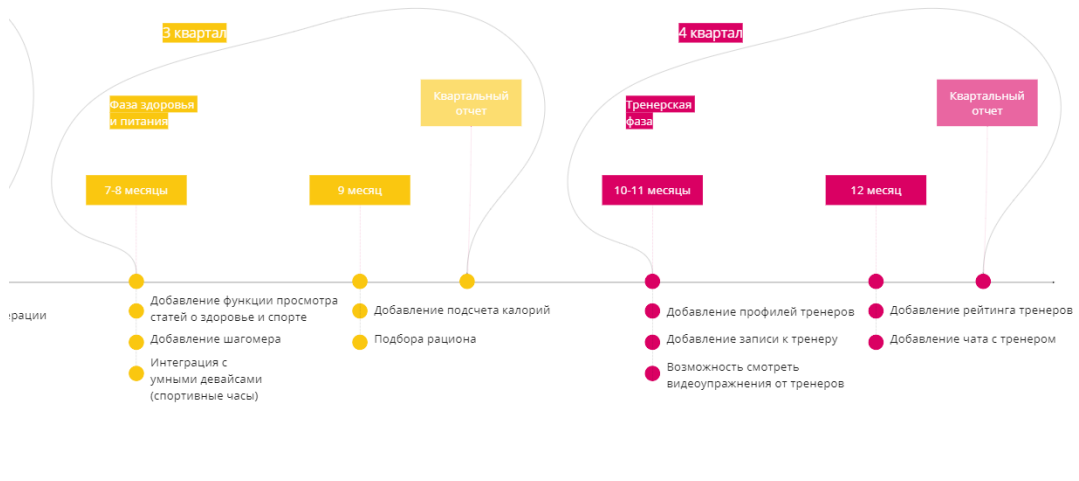 3 квартал
Фаза здоровья
и питания
Квартальный
отчет
7-8 месяцы
9 месяц
Добавление функции просмотра
статей о здоровье и спорте
Добавление шагомера
Интеграция с
умными девайсами
(спортивные часы)
Добавление подсчета калорий
Подбора рациона
4 квартал
Тренерская
фаза
Квартальный
отчет
10-11 месяцы
12 месяц
Добавление профилей тренеров
Добавление записи к тренеру
Возможность смотреть
видеоупражнения от тренеров
Добавление рейтинга тренеров
Добавление чата с тренером